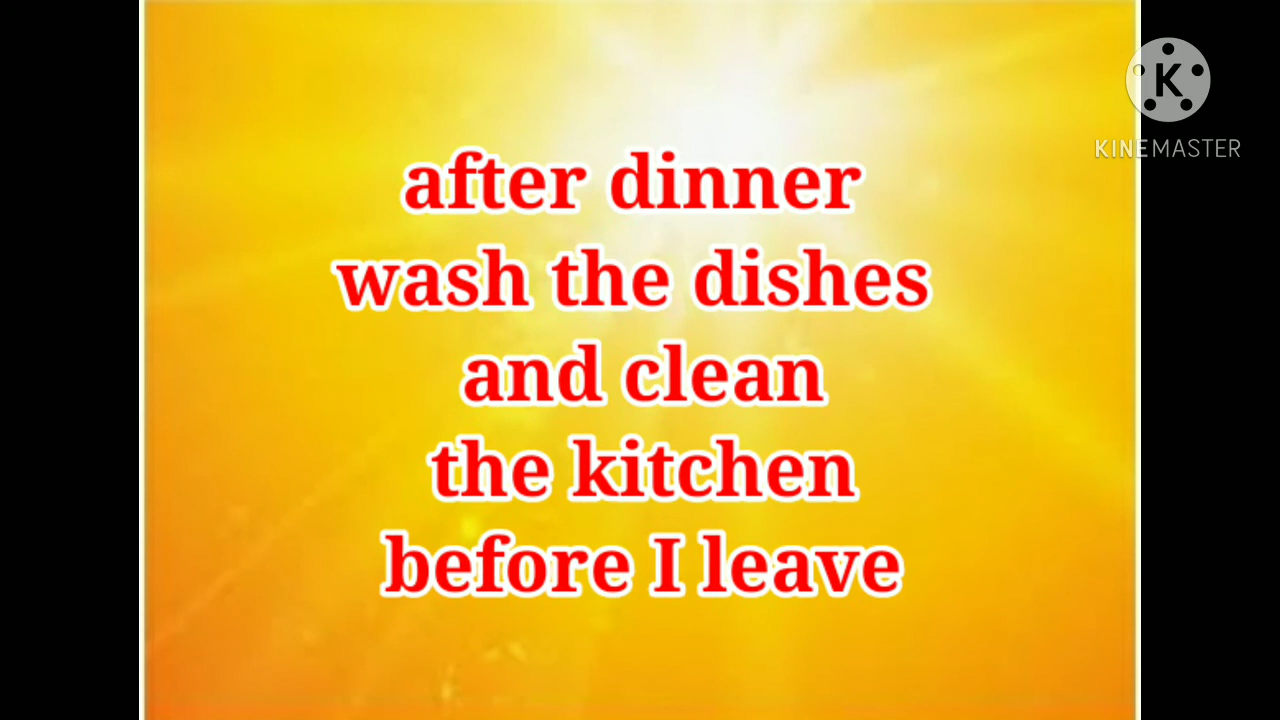 K
KINEMASTER
after dinner
wash the dishes
and clean
the kitchen
before I leave